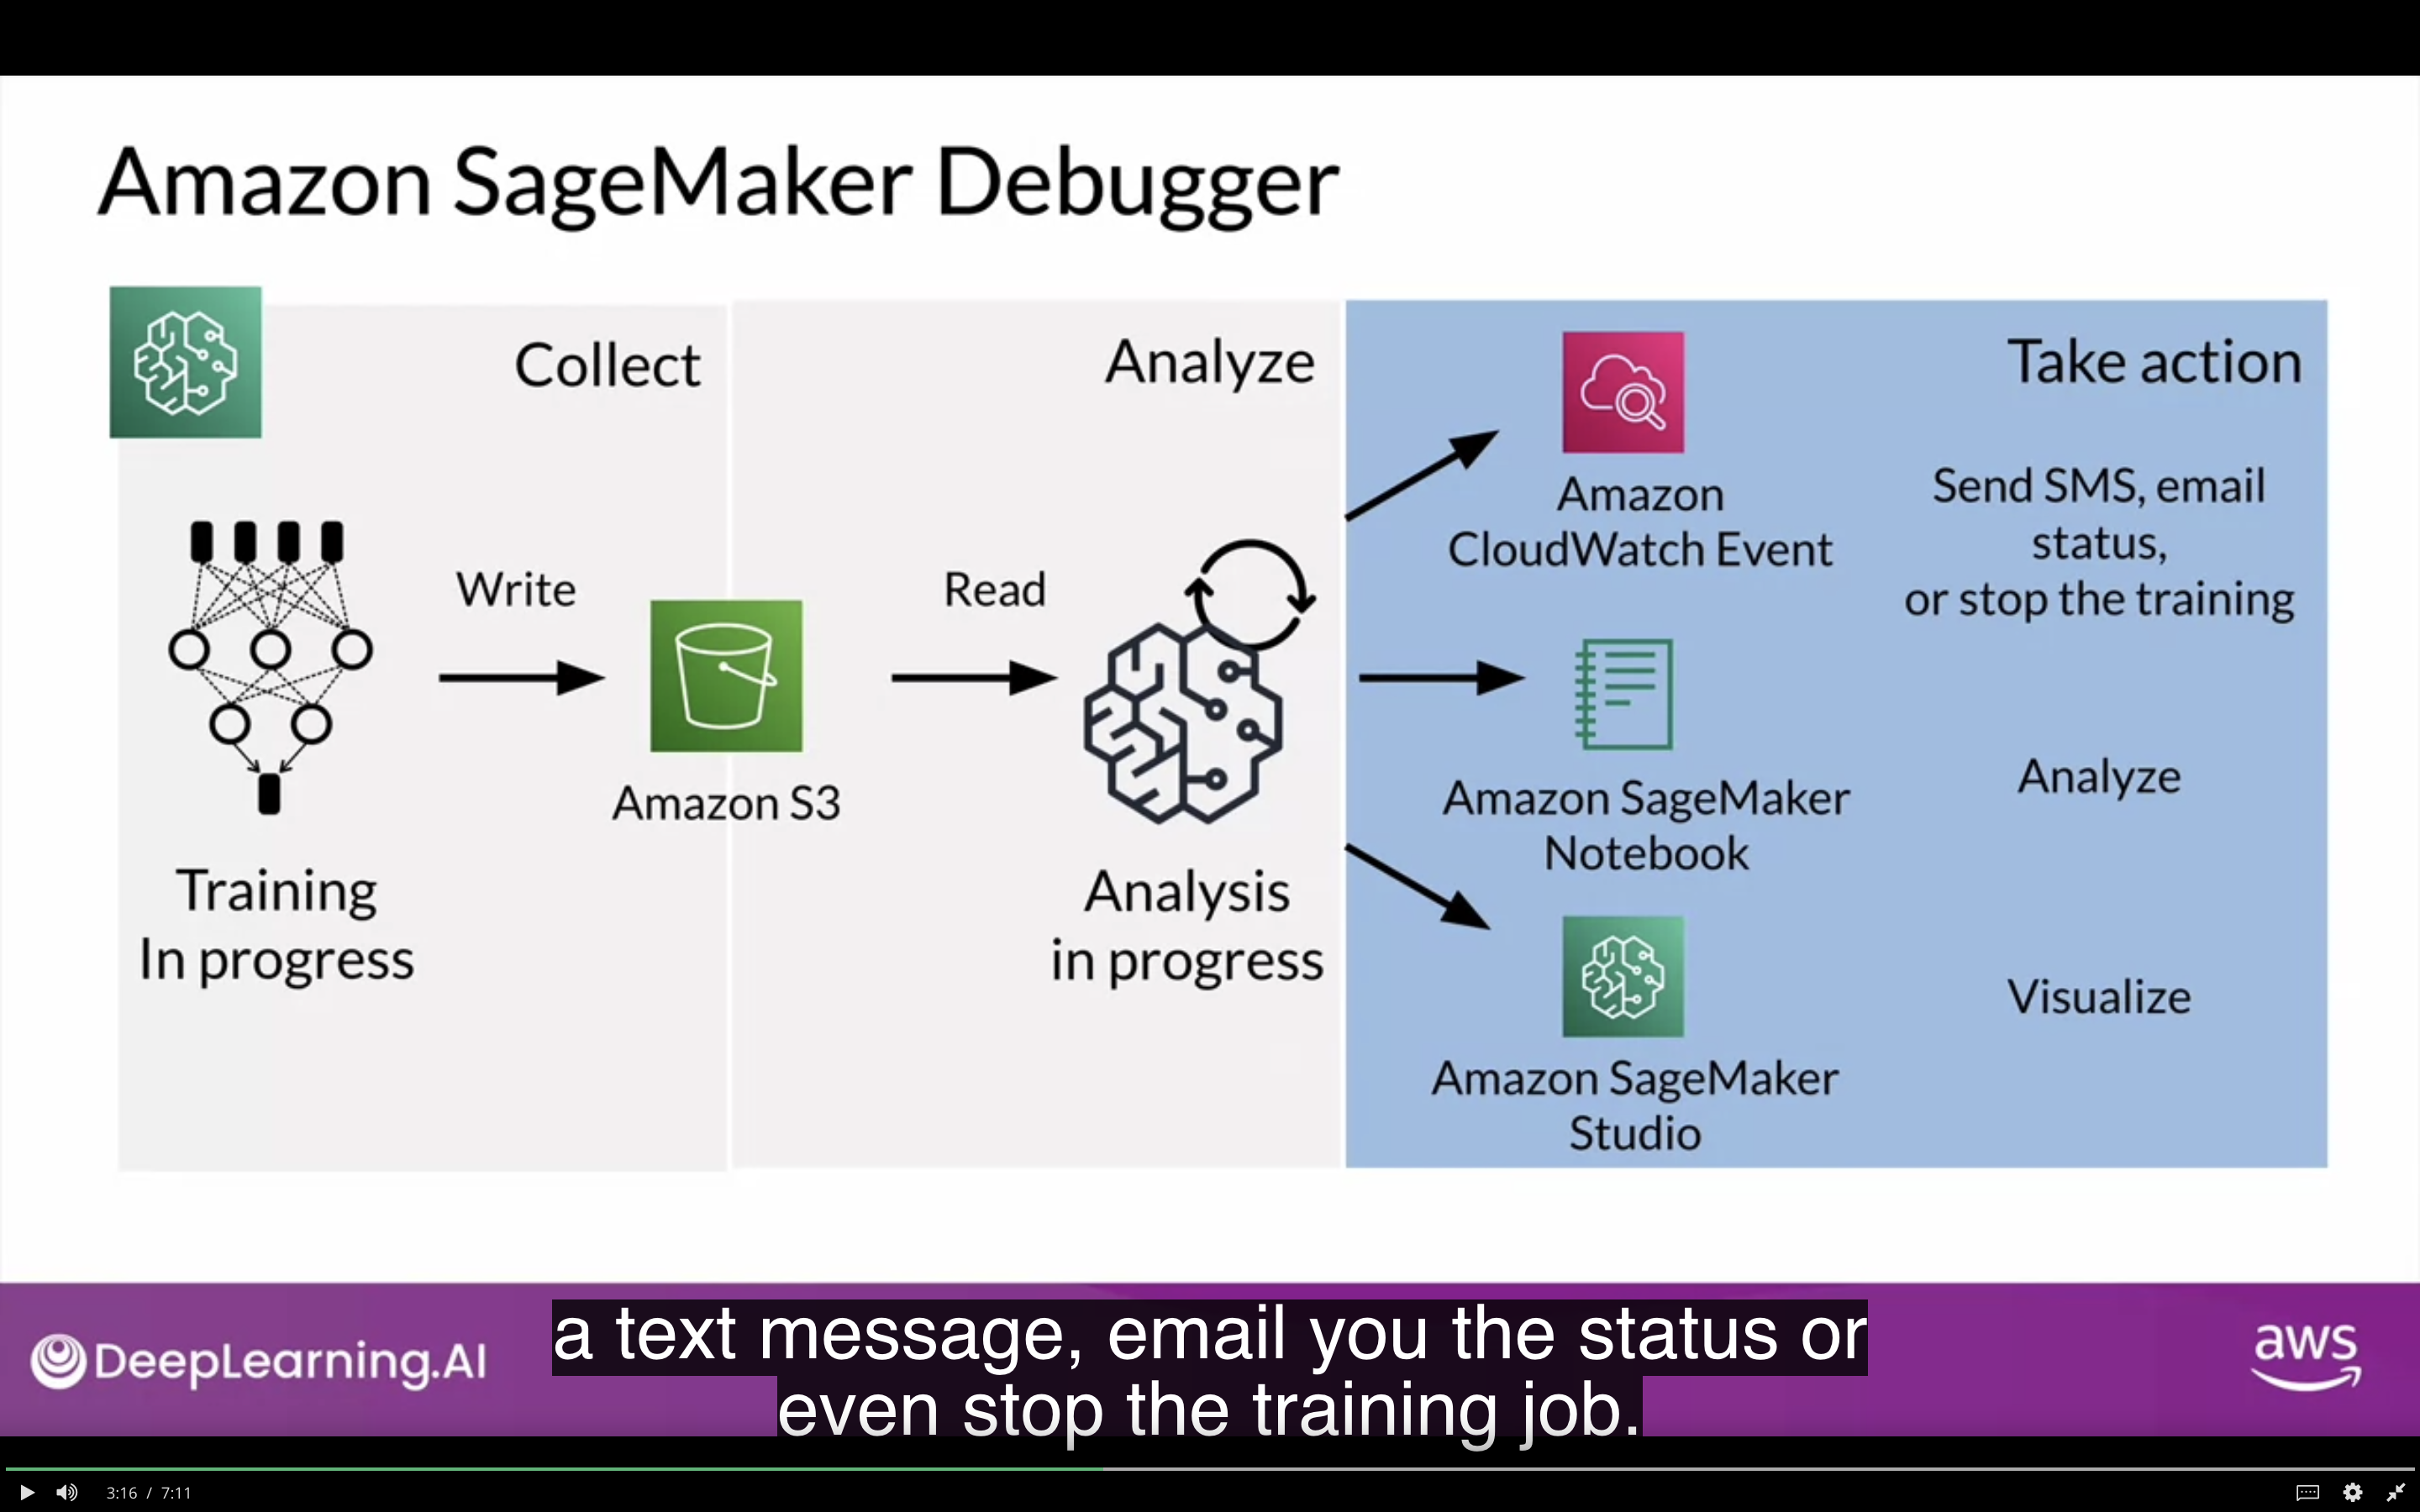 Amazon SageMaker Debugger
Collect
Write
Amazon S3
Training
In progress
Analyze
Read
Analysis
in progress
Take action
Amazon
CloudWatch Event
Send SMS, email
status,
or stop the training
Amazon SageMaker
Notebook
Analyze
Amazon SageMaker
Studio
Visualize
DeepLearning.AI
a text message, email you the status or
even stop the training job.
aws
3:16 / 7:11